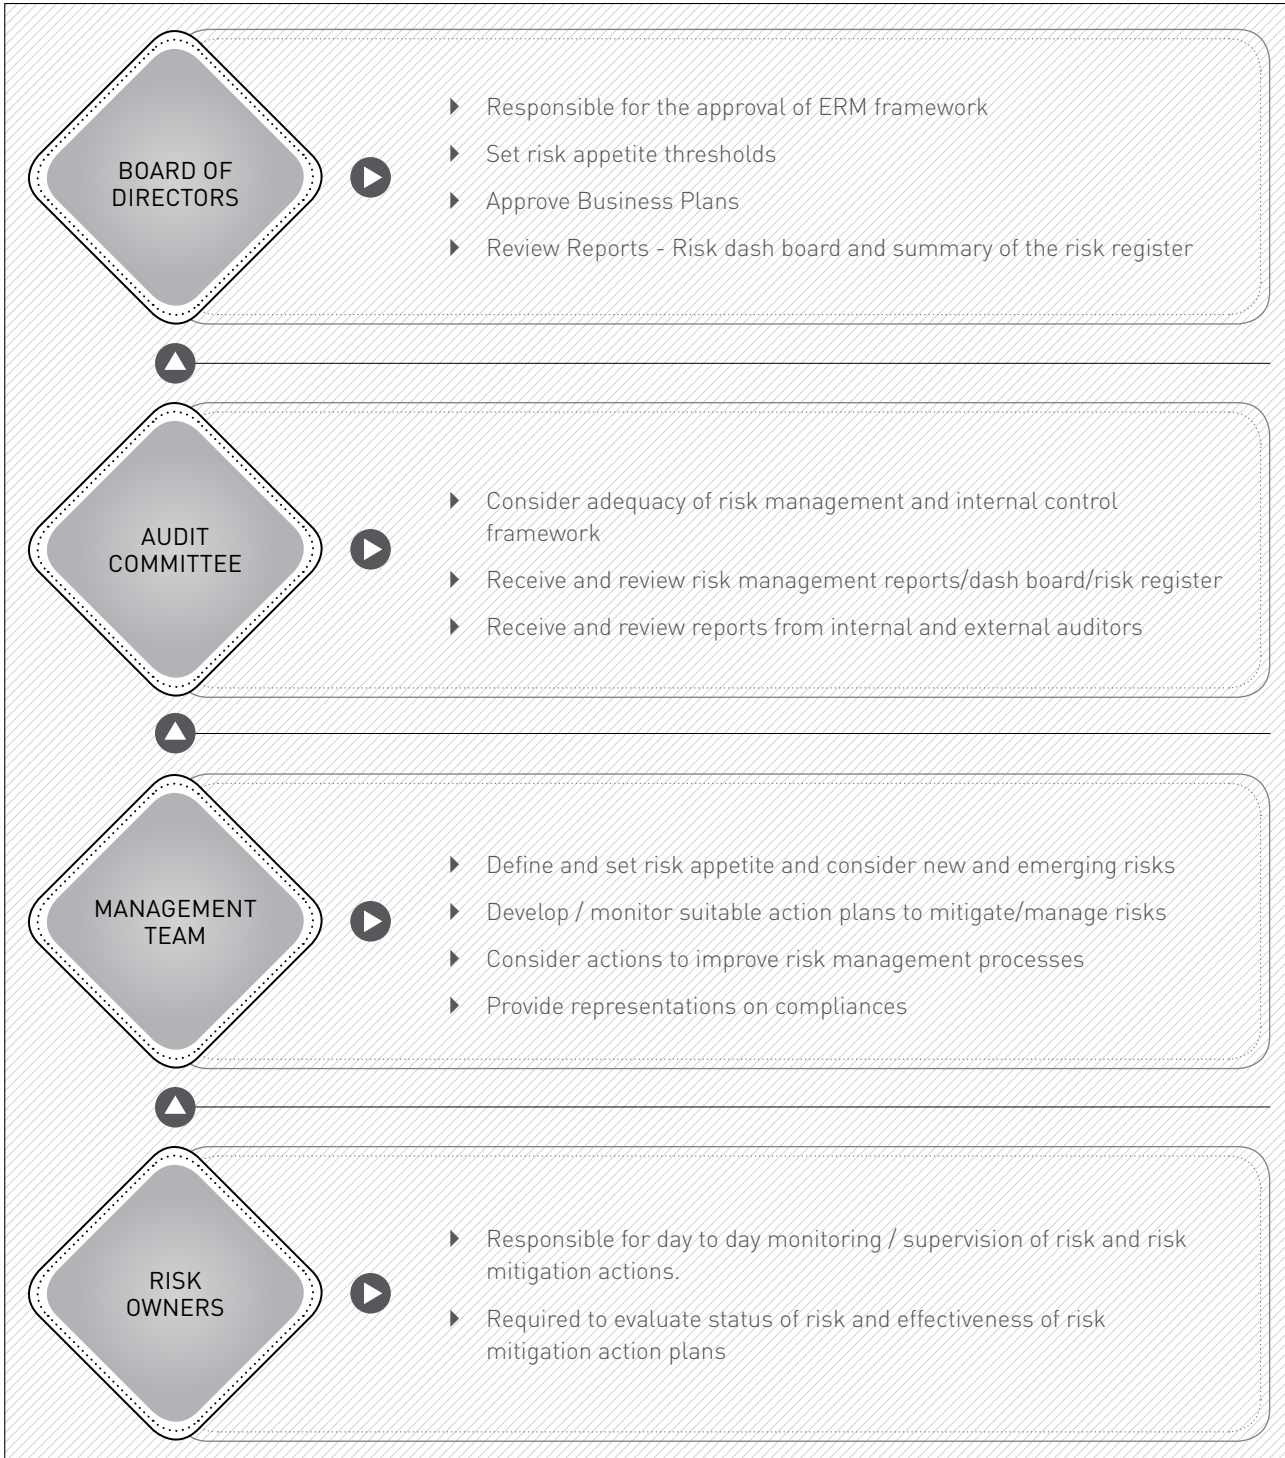 BOARD OF
DIRECTORS
Responsible for the approval of ERM framework
Set risk appetite thresholds
Approve Business Plans
Review Reports - Risk dash board and summary of the risk register
AUDIT
COMMITTEE
Consider adequacy of risk management and internal control
framework
Receive and review risk management reports/dash board/risk register
Receive and review reports from internal and external auditors
MANAGEMENT
TEAM
Define and set risk appetite and consider new and emerging risks
Develop / monitor suitable action plans to mitigate/manage risks
Consider actions to improve risk management processes
Provide representations on compliances
RISK
OWNERS
Responsible for day to day monitoring / supervision of risk and risk
mitigation actions.
Required to evaluate status of risk and effectiveness of risk
mitigation action plans